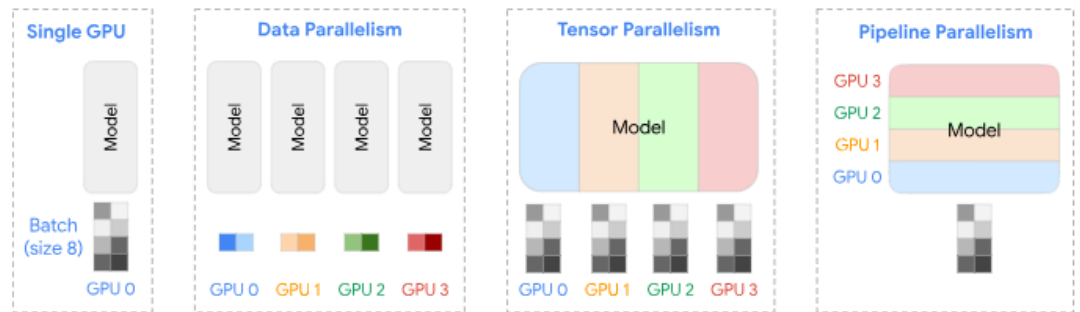 Single GPU
Model
Batch
(size 8)
GPU 0
Data Parallelism
Model
Model
Model
Model
GPU 0
GPU 1
GPU 2
GPU 3
Tensor Parallelism
Model
GPU 0
GPU 1
GPU 2
GPU 3
Pipeline Parallelism
GPU 3
GPU 2
Model
GPU 1
GPU 0